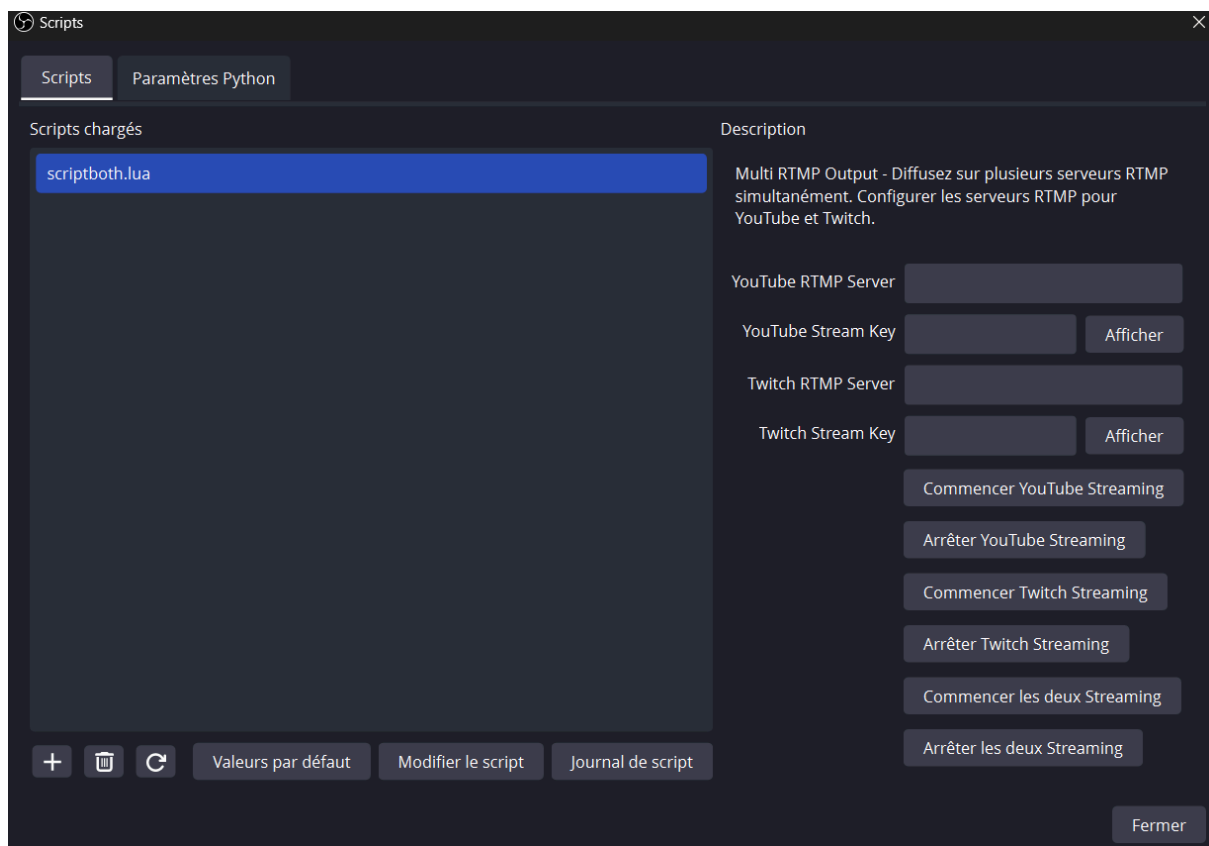 Scripts
Scripts
Paramètres Python
Scripts chargés
scriptboth.lua
Valeurs par défaut
Modifier le script
Journal de script
Description
Multi RTMP Output - Diffusez sur plusieurs serveurs RTMP
simultanément. Configurer les serveurs RTMP pour
YouTube et Twitch.
YouTube RTMP Server
YouTube Stream Key
Afficher
Twitch RTMP Server
Twitch Stream Key
Afficher
Commencer YouTube Streaming
Arrêter YouTube Streaming
Commencer Twitch Streaming
Arrêter Twitch Streaming
Commencer les deux Streaming
Arrêter les deux Streaming
Fermer